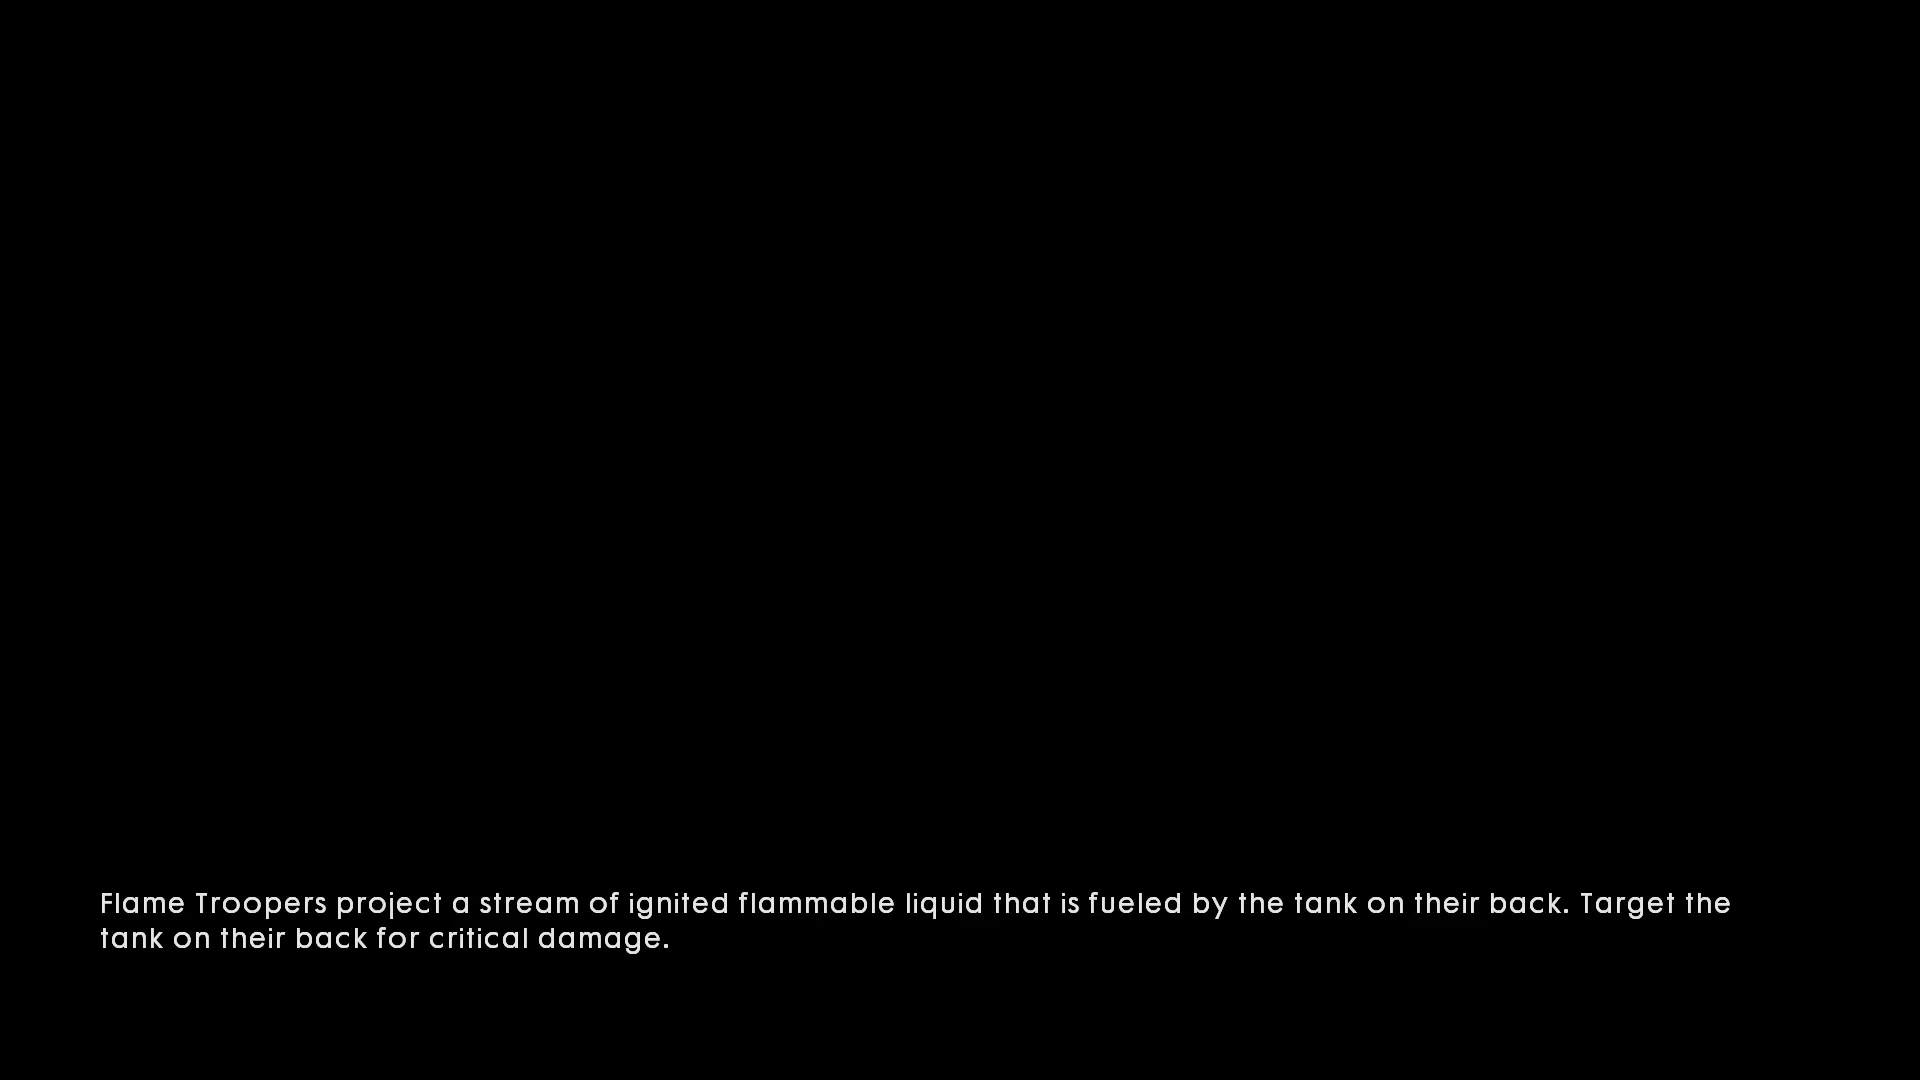 Flame Troopers project a stream of ignited flammable liquid that is fueled by the tank on their back. Target the
tank on their back for critical damage.